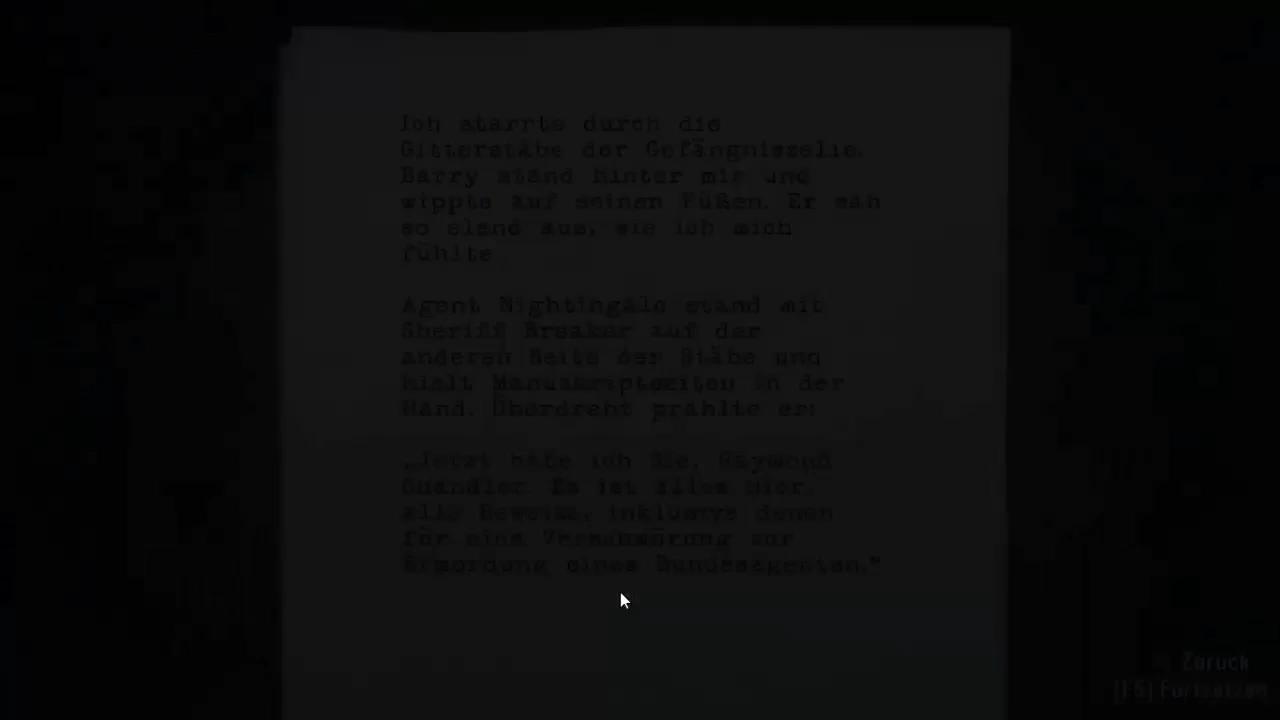 Ich starrte durch die
Gitterstäbe der Gefängniszelle.
Barry stand hinter mir und
wippte auf seinen Füßen. Er sah
so elend aus, wie ich mich
fühlte.
Agent Nightingale stand mit
Sheriff Breaker auf der
anderen Seite der Stäbe und
hielt Manuskriptseiten in der
Hand. Überdreht prahlte er:
„Jetzt habe ich Sie, Raymond
Chandler. Es ist alles hier,
alle Beweise, inklusive denen
für eine Verschwörung zur
Ermordung eines Bundesagenten."
Zurück
Fortsetzen